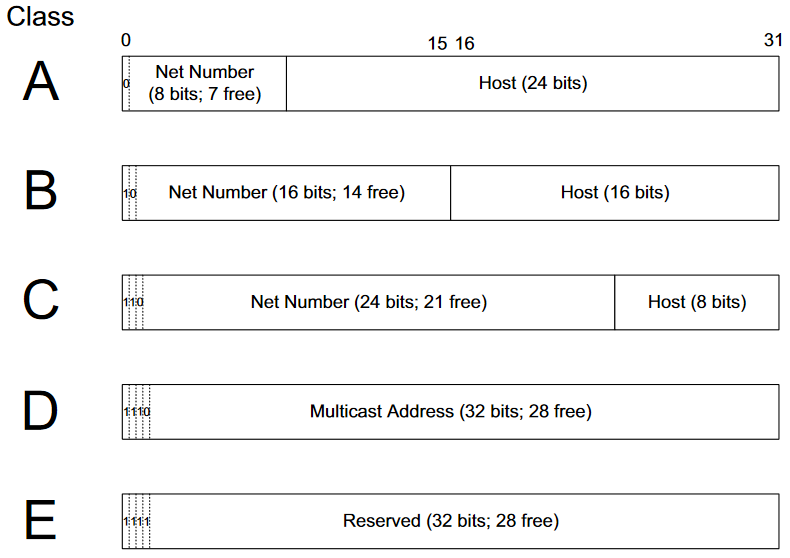 Class
0 15 16 31
A
0
Net Number
(8 bits; 7 free)
Host (24 bits)
B
10
Net Number (16 bits; 14 free)
Host (16 bits)
C
110
Net Number (24 bits; 21 free)
Host (8 bits)
D
1110
Multicast Address (32 bits; 28 free)
E
1111
Reserved (32 bits; 28 free)